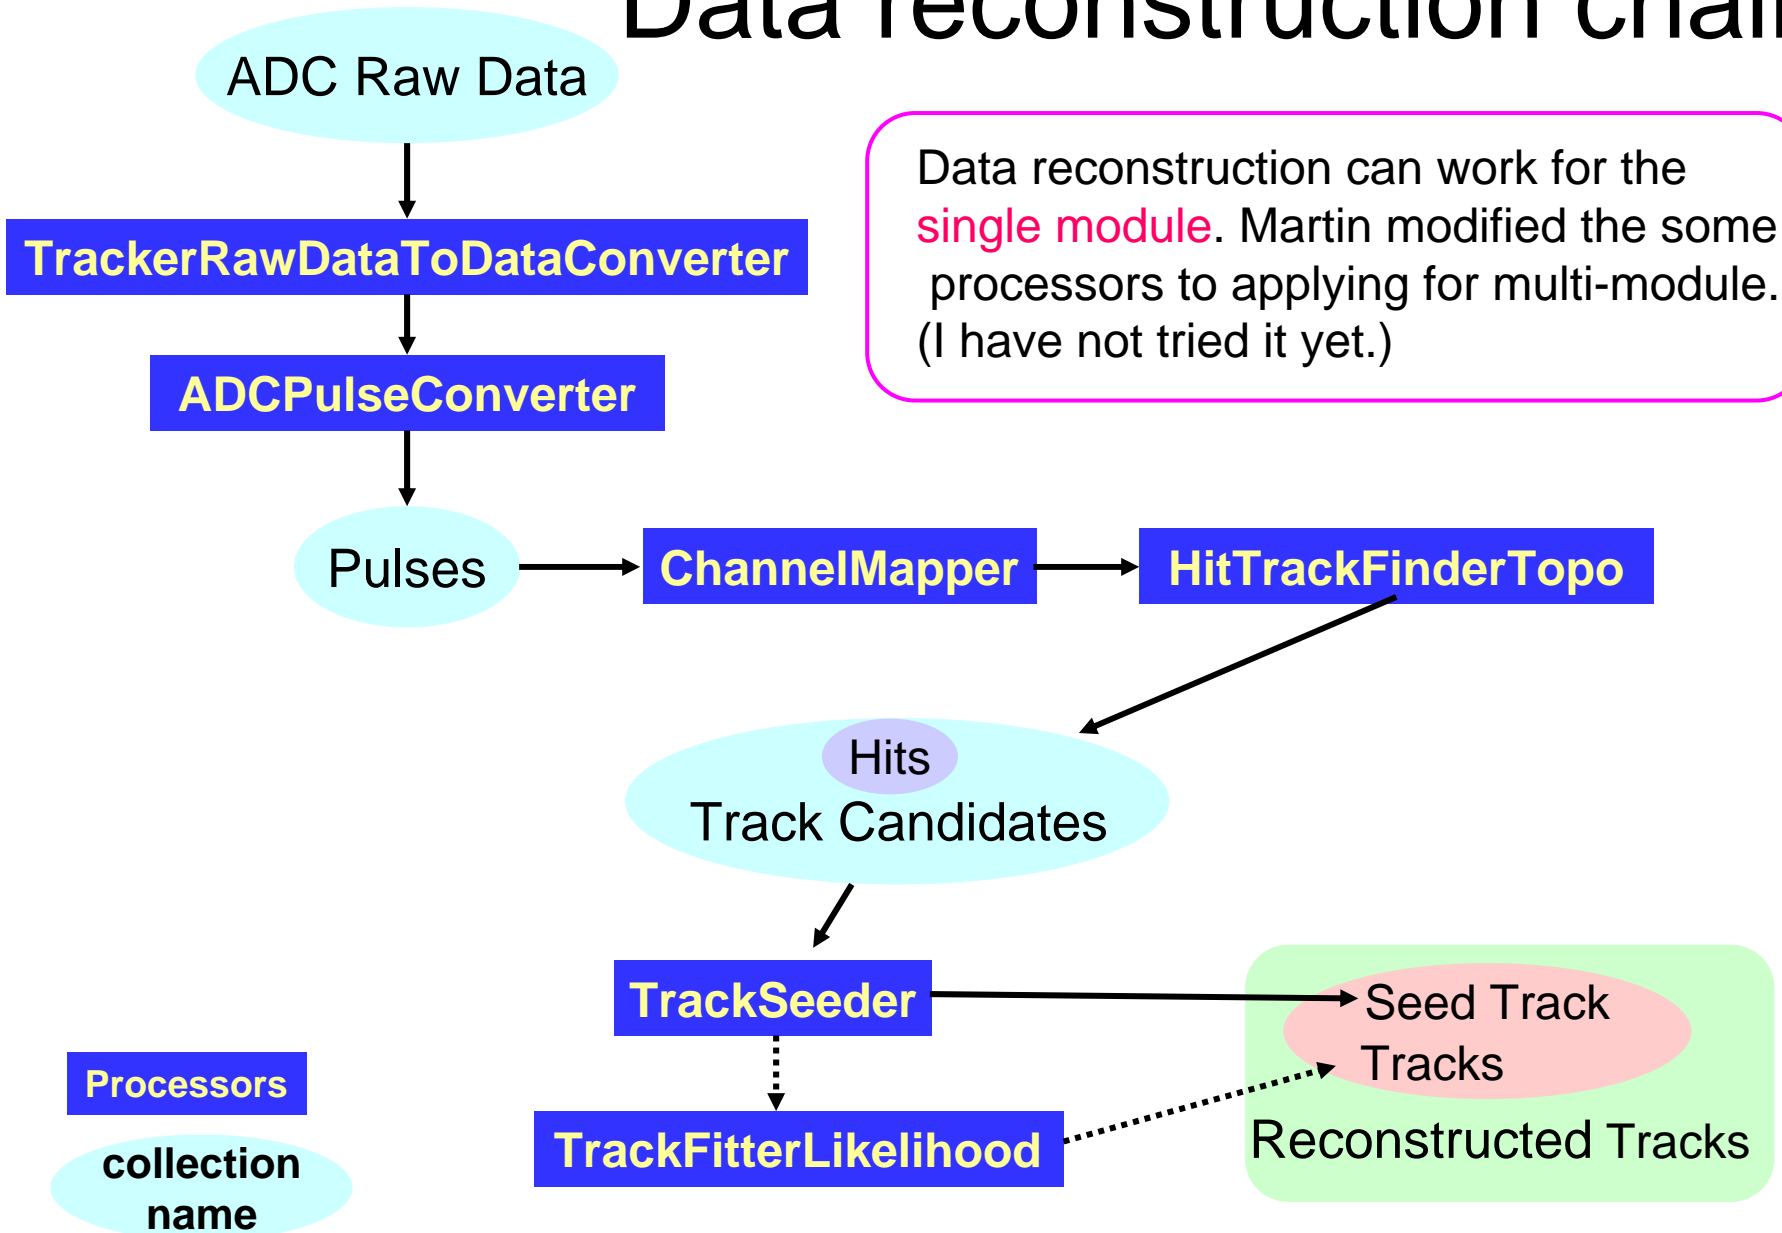 Data reconstruction chai
ADC Raw Data
Data reconstruction can work for the
single module. Martin modified the some
processors to applying for multi-module.
(I have not tried it yet.)
TrackerRawDataToDataConverter
ADCPulseConverter
Pulses
ChannelMapper
HitTrackFinderTopo
Hits
Track Candidates
TrackSeeder
Seed Track
Tracks
Reconstructed Tracks
TrackFitterLikelihood
Processors
collection
name